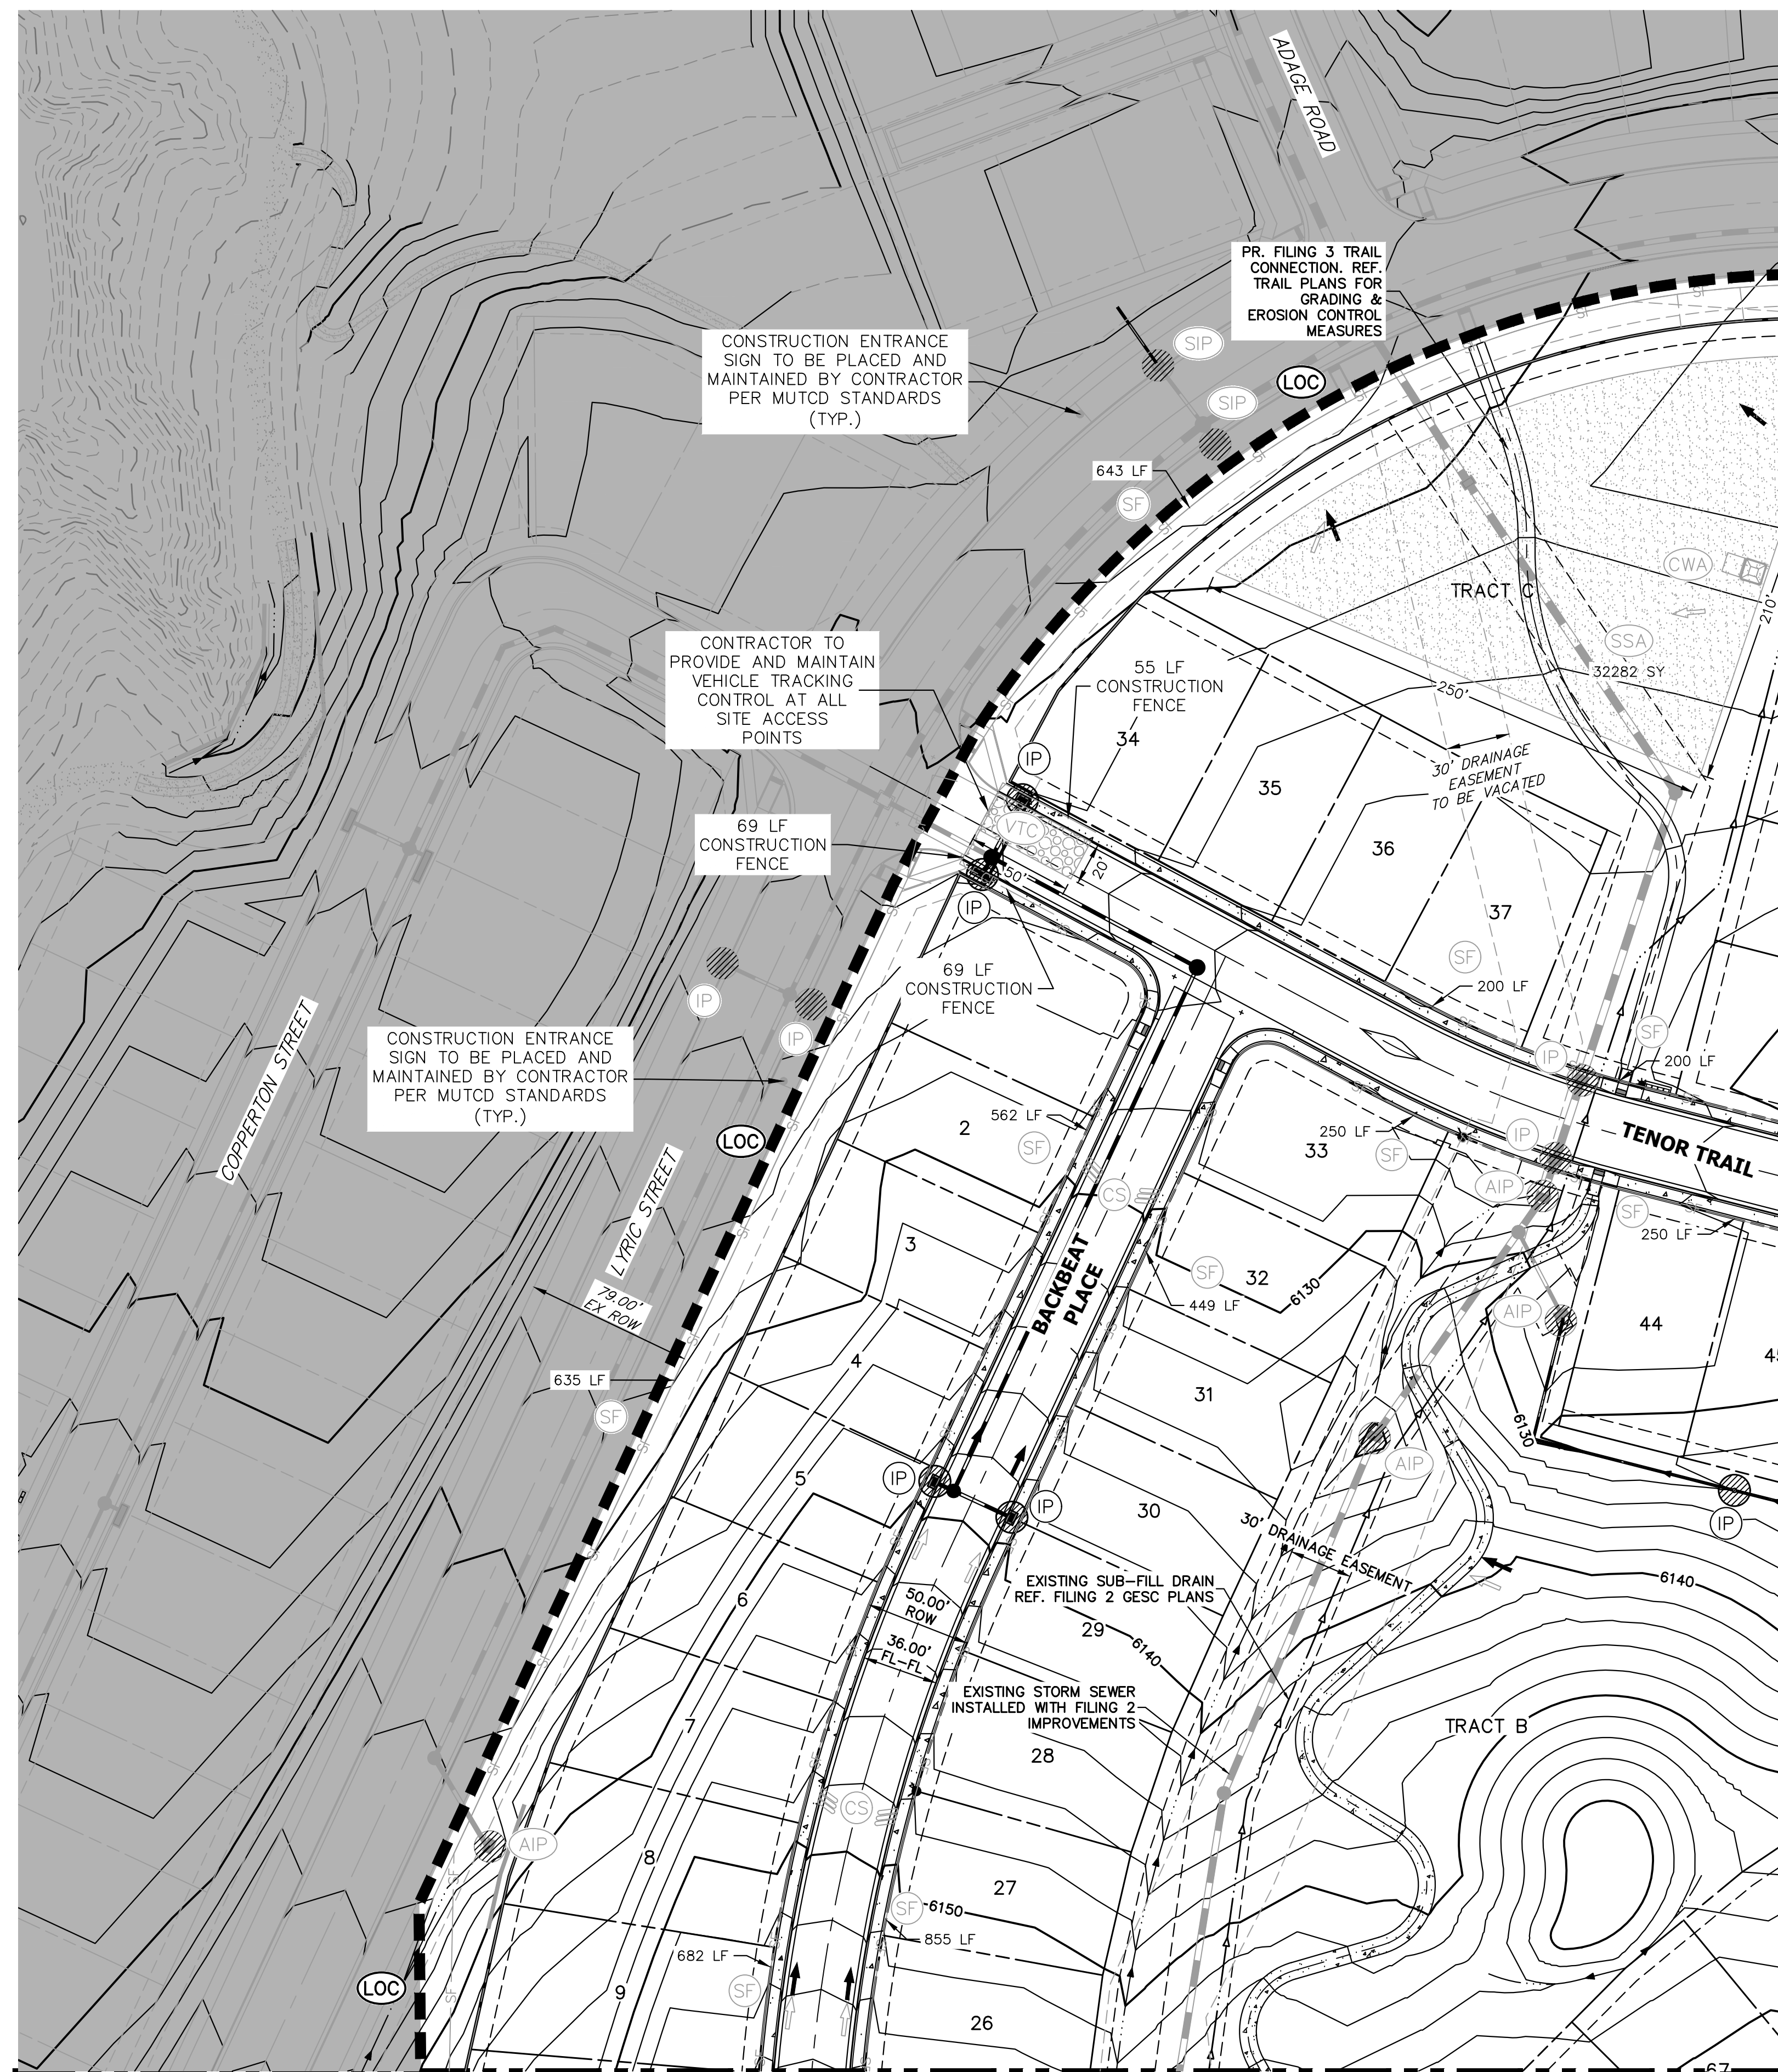 ADAGE ROAD
PR. FILING 3 TRAIL
CONNECTION. REF.
TRAIL PLANS FOR
GRADING &
EROSION CONTROL
MEASURES
CONSTRUCTION ENTRANCE
SIGN TO BE PLACED AND
MAINTAINED BY CONTRACTOR
PER MUTCD STANDARDS
(TYP.)
SIP
SIP
LOC
643 LF
SF
CWA
TRACT C
210'
SSA
32282 SY
250'
CONTRACTOR TO
PROVIDE AND MAINTAIN
VEHICLE TRACKING
CONTROL AT ALL
SITE ACCESS
POINTS
55 LF
CONSTRUCTION
FENCE
34
IP
35
30' DRAINAGE
EASEMENT
TO BE VACATED
36
37
69 LF
CONSTRUCTION
FENCE
VTC
20'
50'
IP
69 LF
CONSTRUCTION
FENCE
SF
200 LF
IP
IP
SF
IP
200 LF
COPPERTON STREET
CONSTRUCTION ENTRANCE
SIGN TO BE PLACED AND
MAINTAINED BY CONTRACTOR
PER MUTCD STANDARDS
(TYP.)
LOC
562 LF
2
SF
250 LF
33
SF
IP
TENOR TRAIL
AIP
CS
SF
250 LF
LYRIC STREET
3
BACKBEAT
PLACE
SF
32
6130
449 LF
79.00'
EX ROW
AIP
44
4
31
635 LF
SF
6130
AIP
5
IP
IP
30
IP
30' DRAINAGE EASEMENT
EXISTING SUB-FILL DRAIN
REF. FILING 2 GESC PLANS
6140
6
50.00'
ROW
29
6140
36.00'
FL-FL
EXISTING STORM SEWER
INSTALLED WITH FILING 2
IMPROVEMENTS
7
28
TRACT B
CS
AIP
8
27
SF
6150
855 LF
682 LF
LOC
SF
9
26
67